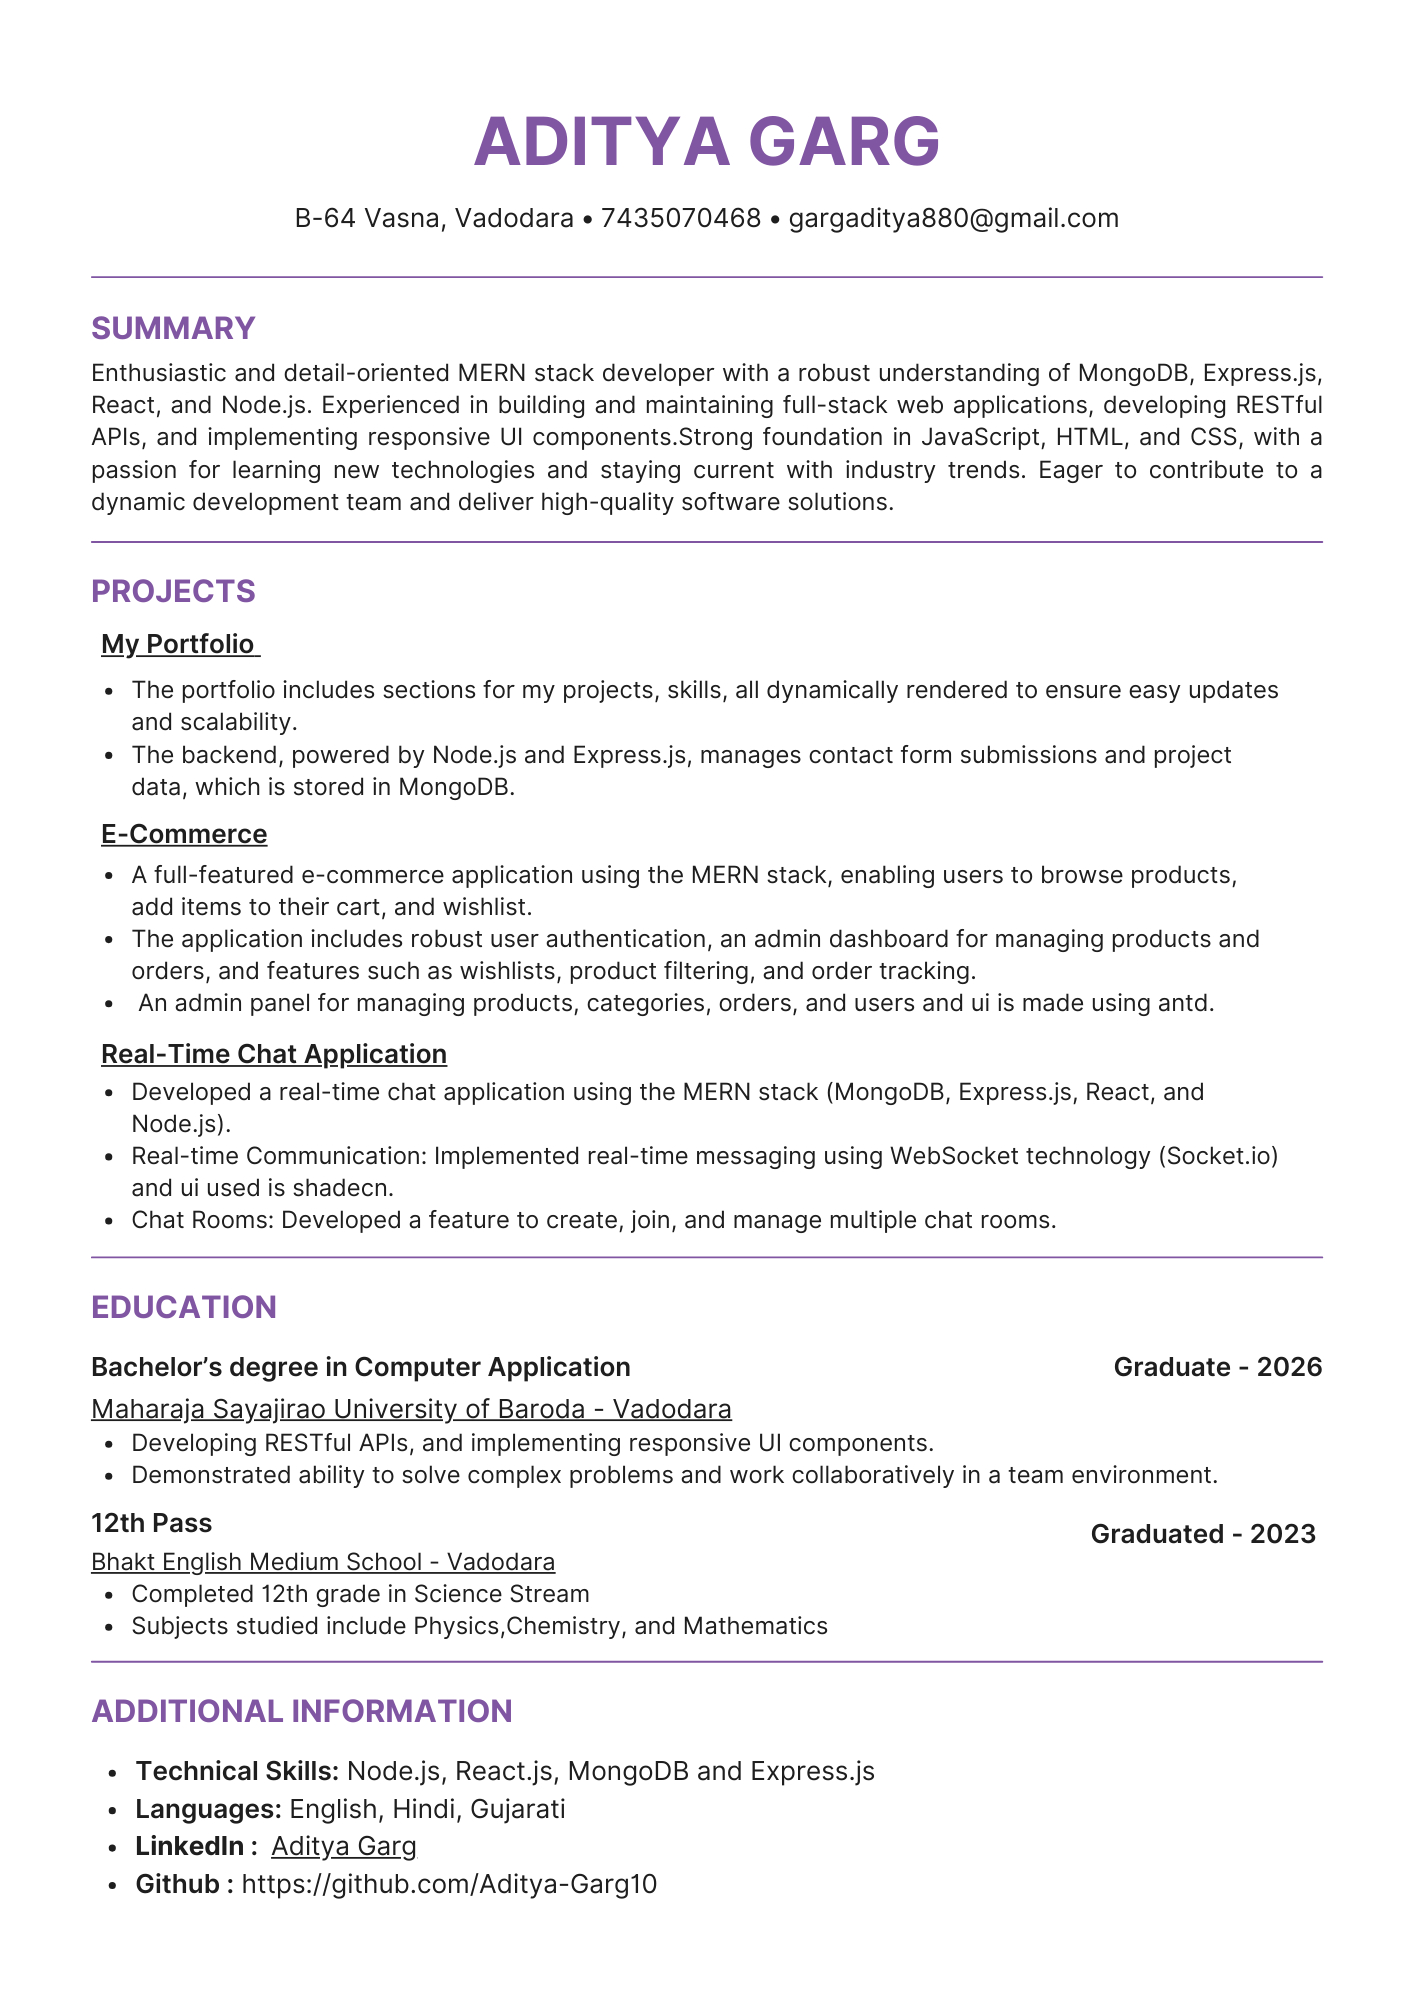 ADITYA GARG
B-64 Vasna, Vadodara • 7435070468 • gargaditya880@gmail.com
SUMMARY
Enthusiastic and detail-oriented MERN stack developer with a robust understanding of MongoDB, Express.js,
React, and Node.js. Experienced in building and maintaining full-stack web applications, developing RESTful
APIs, and implementing responsive UI components.Strong foundation in JavaScript, HTML, and CSS, with a
passion for learning new technologies and staying current with industry trends. Eager to contribute to a
dynamic development team and deliver high-quality software solutions.
PROJECTS
My Portfolio
• The portfolio includes sections for my projects, skills, all dynamically rendered to ensure easy updates
and scalability.
• The backend, powered by Node.js and Express.js, manages contact form submissions and project
data, which is stored in MongoDB.
E-Commerce
• A full-featured e-commerce application using the MERN stack, enabling users to browse products,
add items to their cart, and wishlist.
• The application includes robust user authentication, an admin dashboard for managing products and
orders, and features such as wishlists, product filtering, and order tracking.
• An admin panel for managing products, categories, orders, and users and ui is made using antd.
Real-Time Chat Application
• Developed a real-time chat application using the MERN stack (MongoDB, Express.js, React, and
Node.js).
• Real-time Communication: Implemented real-time messaging using WebSocket technology (Socket.io)
and ui used is shadecn.
• Chat Rooms: Developed a feature to create, join, and manage multiple chat rooms.
EDUCATION
Bachelor’s degree in Computer Application Graduate - 2026
Maharaja Sayajirao University of Baroda - Vadodara
• Developing RESTful APIs, and implementing responsive UI components.
• Demonstrated ability to solve complex problems and work collaboratively in a team environment.
12th Pass Graduated - 2023
Bhakt English Medium School - Vadodara
• Completed 12th grade in Science Stream
• Subjects studied include Physics,Chemistry, and Mathematics
ADDITIONAL INFORMATION
• Technical Skills: Node.js, React.js, MongoDB and Express.js
• Languages: English, Hindi, Gujarati
• LinkedIn : Aditya Garg
• Github : https://github.com/Aditya-Garg10